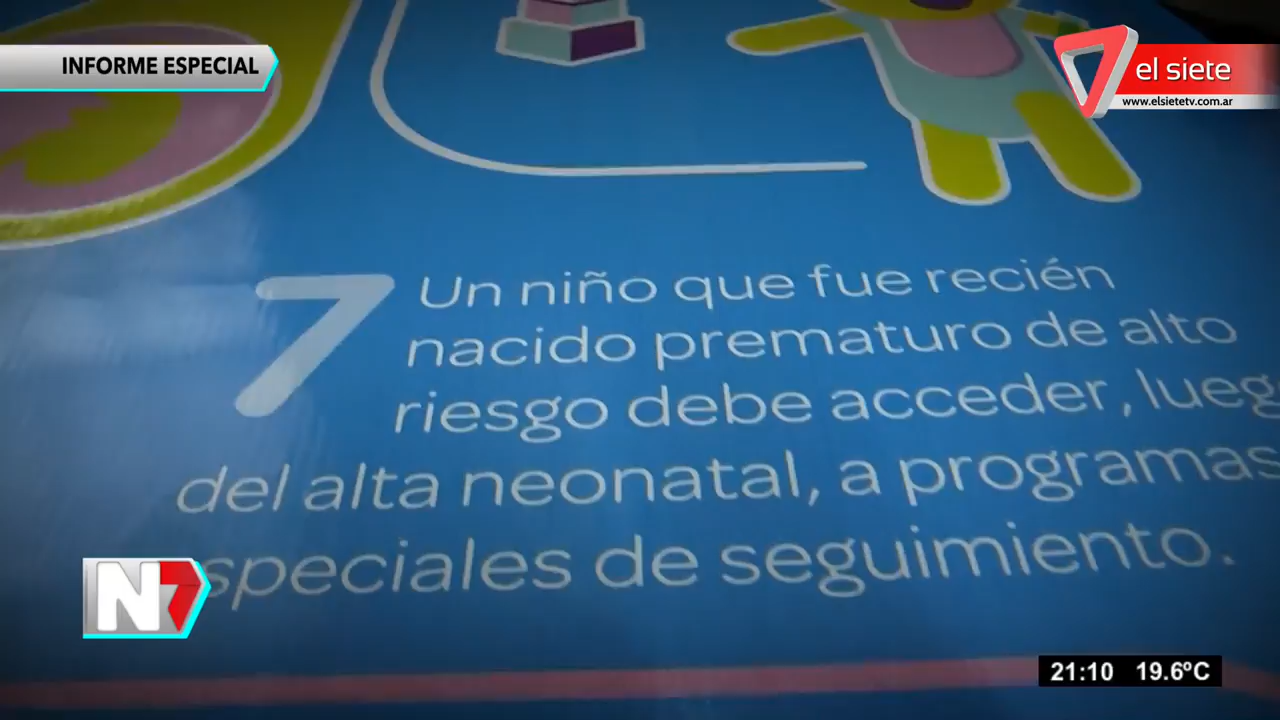 INFORME ESPECIAL
7 el siete
www.elsietetv.com.ar
7 Un niño que fue recién
nacido prematuro de alto
riesgo debe acceder, lueg
del alta neonatal, a programas
speciales de seguimiento.
N7
21:10 19.6ºC